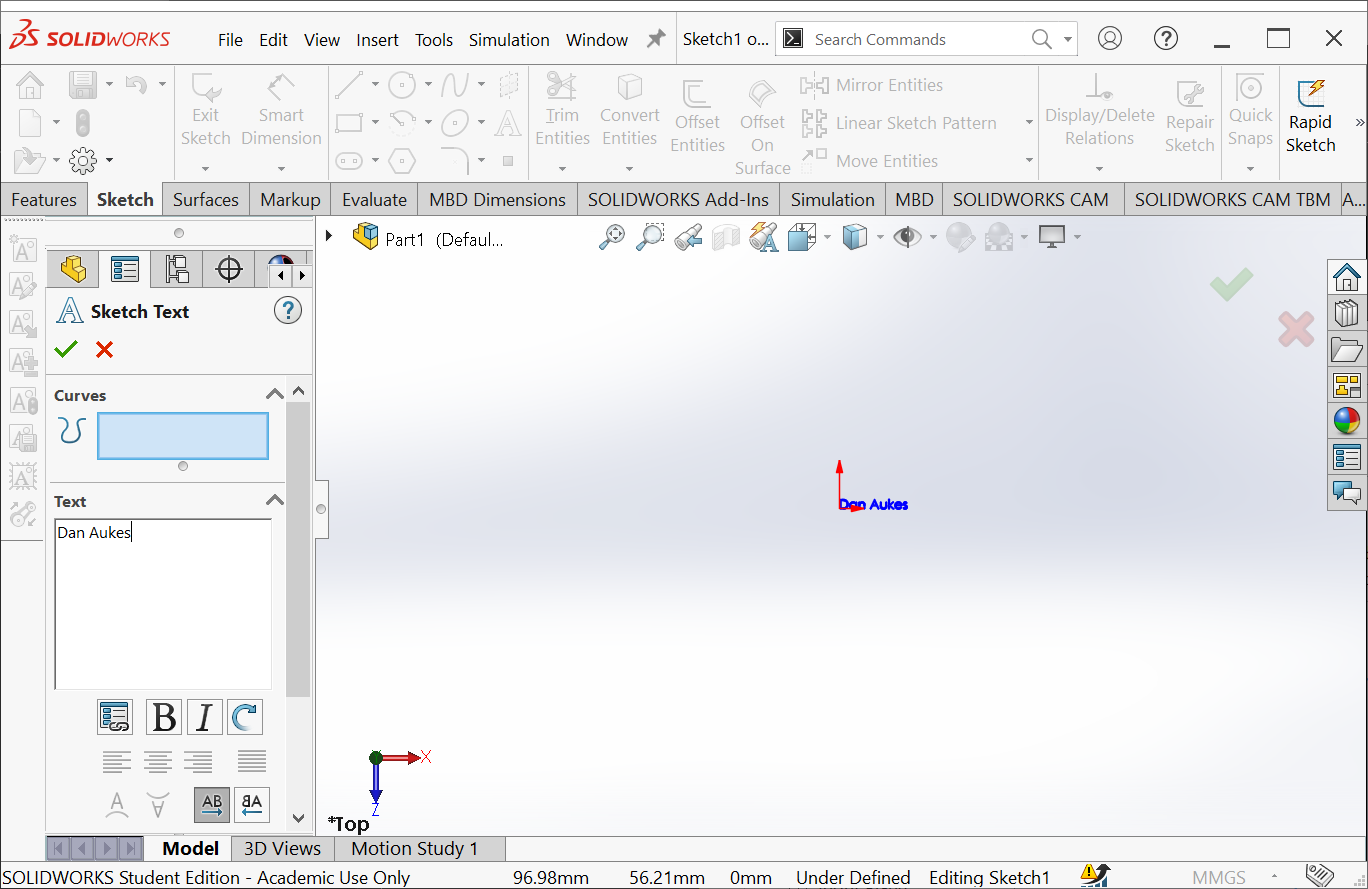 SOLIDWORKS
File Edit View Insert Tools Simulation Window
Sketch1 o...
Search Commands
Exit Sketch
Smart Dimension
Trim Entities
Convert Entities
Offset Entities
Offset On Surface
Mirror Entities
Linear Sketch Pattern
Move Entities
Display/Delete Relations
Repair Sketch
Quick Snaps
Rapid Sketch
Features Sketch Surfaces Markup Evaluate MBD Dimensions SOLIDWORKS Add-Ins Simulation MBD SOLIDWORKS CAM SOLIDWORKS CAM TBM A...
Part1 (Defaul...
Sketch Text
Curves
Text
Dan Aukes
Dan Aukes
B I
AB
X
Z
*Top
Model 3D Views Motion Study 1
SOLIDWORKS Student Edition - Academic Use Only 96.98mm 56.21mm 0mm Under Defined Editing Sketch1 MMGS